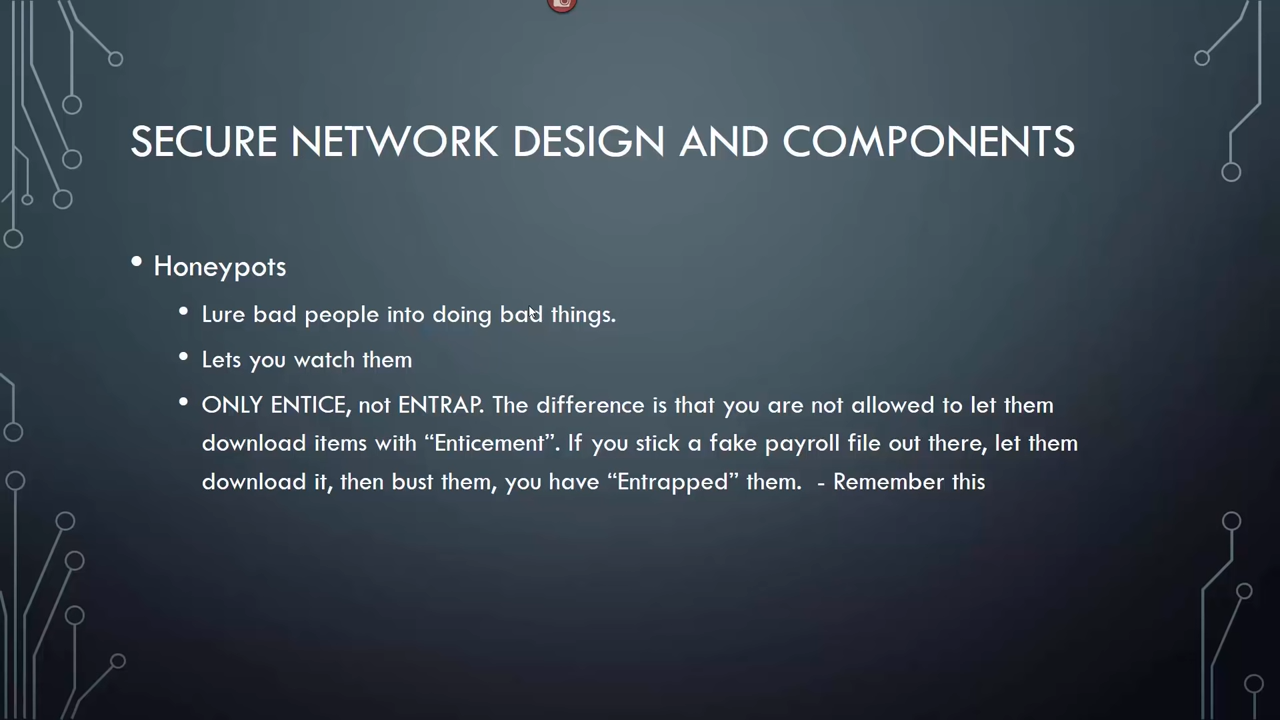 SECURE NETWORK DESIGN AND COMPONENTS
• Honeypots
• Lure bad people into doing bad things.
• Lets you watch them
• ONLY ENTICE, not ENTRAP. The difference is that you are not allowed to let them
download items with “Enticement”. If you stick a fake payroll file out there, let them
download it, then bust them, you have “Entrapped” them.  - Remember this